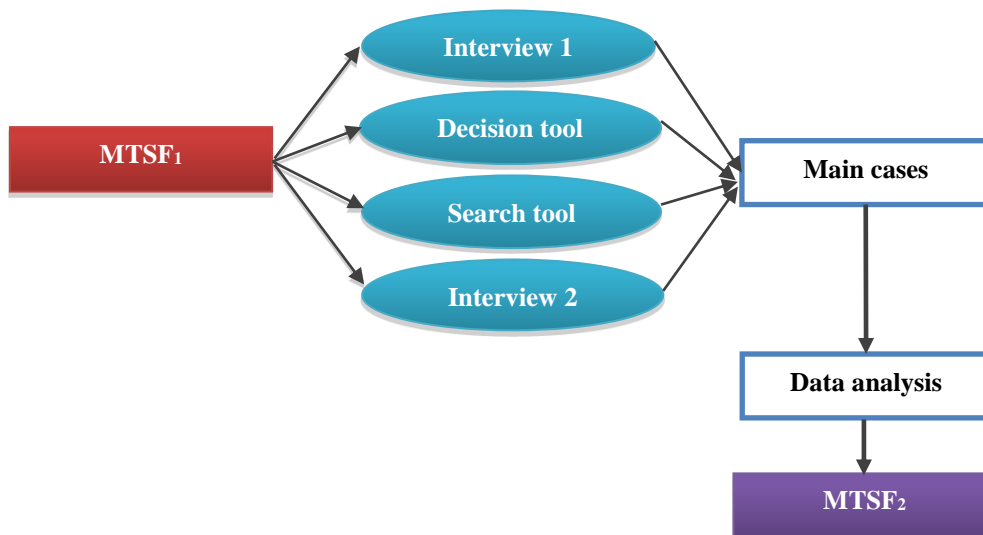 Interview 1
Decision tool
MTSF₁
Main cases
Search tool
Interview 2
Data analysis
MTSF₂